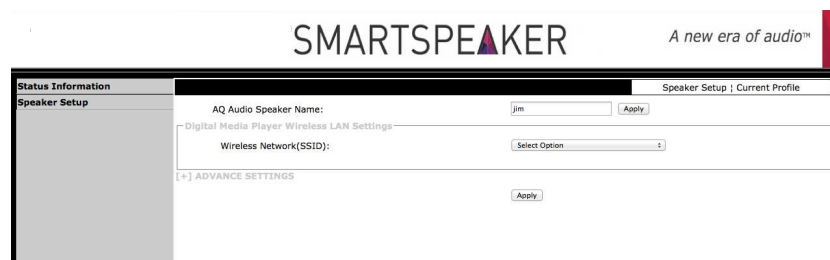 SMARTSPEAKER
A new era of audio™
Status Information
Speaker Setup
Speaker Setup ¦ Current Profile
AQ Audio Speaker Name:
jim
Apply
Digital Media Player Wireless LAN Settings
Wireless Network(SSID):
Select Option
[+] ADVANCE SETTINGS
Apply